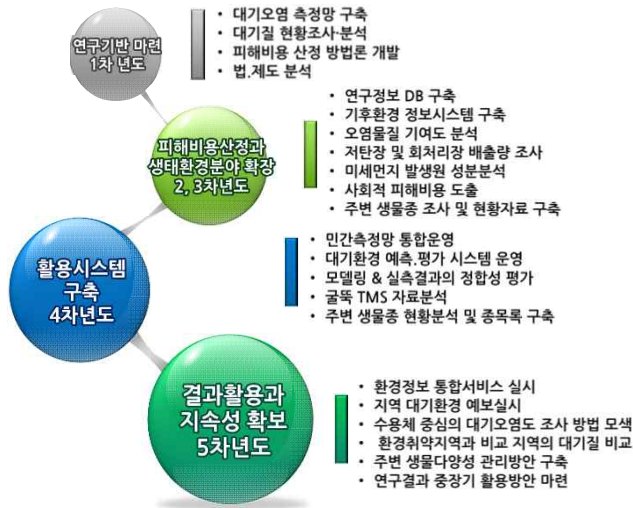 연구기반 마련
1차 년도
• 대기오염 측정망 구축
• 대기질 현황조사·분석
• 피해비용 산정 방법론 개발
• 법.제도 분석
피해비용산정과
생태환경분야 확장
2, 3차년도
• 연구정보 DB 구축
• 기후환경 정보시스템 구축
• 오염물질 기여도 분석
• 저탄장 및 회처리장 배출량 조사
• 미세먼지 발생원 성분분석
• 사회적 피해비용 도출
• 주변 생물종 조사 및 현황자료 구축
활용시스템
구축
4차년도
• 민간측정망 통합운영
• 대기환경 예측.평가 시스템 운영
• 모델링 & 실측결과의 정합성 평가
• 굴뚝 TMS 자료분석
• 주변 생물종 현황분석 및 종목록 구축
결과활용과
지속성 확보
5차년도
• 환경정보 통합서비스 실시
• 지역 대기환경 예보실시
• 수용체 중심의 대기오염도 조사 방법 모색
• 환경취약지역과 비교 지역의 대기질 비교
• 주변 생물다양성 관리방안 구축
• 연구결과 중장기 활용방안 마련